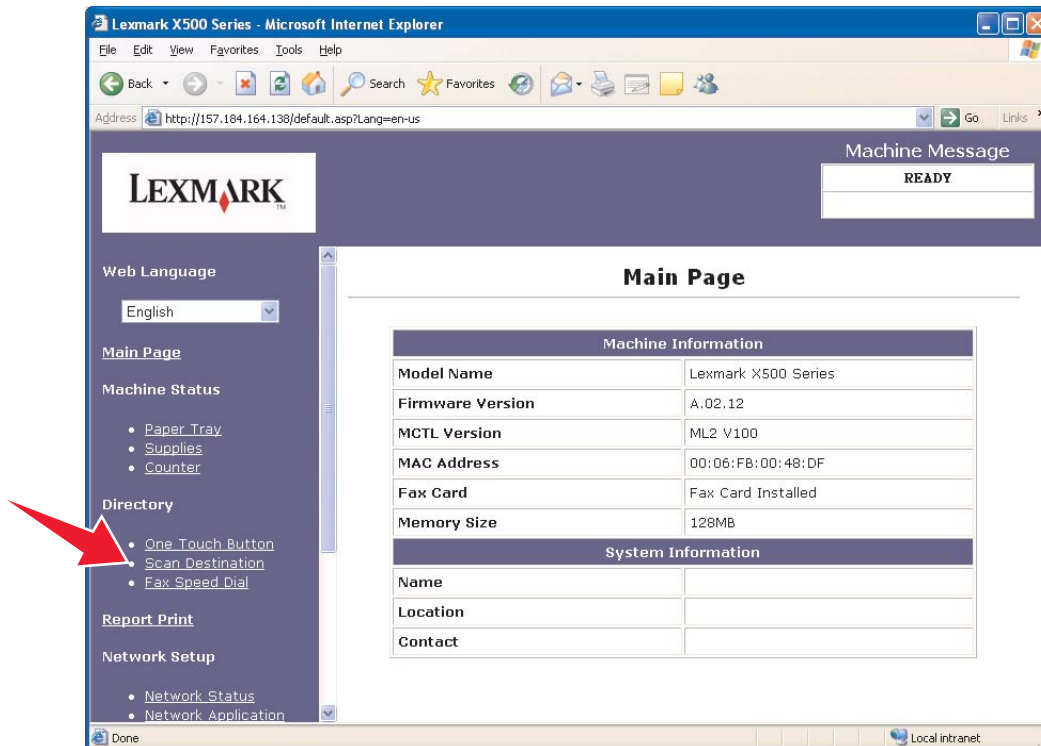 Lexmark X500 Series - Microsoft Internet Explorer
File Edit View Favorites Tools Help
Back Search Favorites
Address http://157.184.164.138/default.asp?Lang=en-us Go Links
LEXMARK TM
Machine Message
READY
Web Language
English
Main Page
Machine Status
Paper Tray
Supplies
Counter
Directory
One Touch Button
Scan Destination
Fax Speed Dial
Report Print
Network Setup
Network Status
Network Application
Main Page
Machine Information
Model Name Lexmark X500 Series
Firmware Version A.02.12
MCTL Version ML2 V100
MAC Address 00:06:FB:00:48:DF
Fax Card Fax Card Installed
Memory Size 128MB
System Information
Name
Location
Contact
Done Local intranet